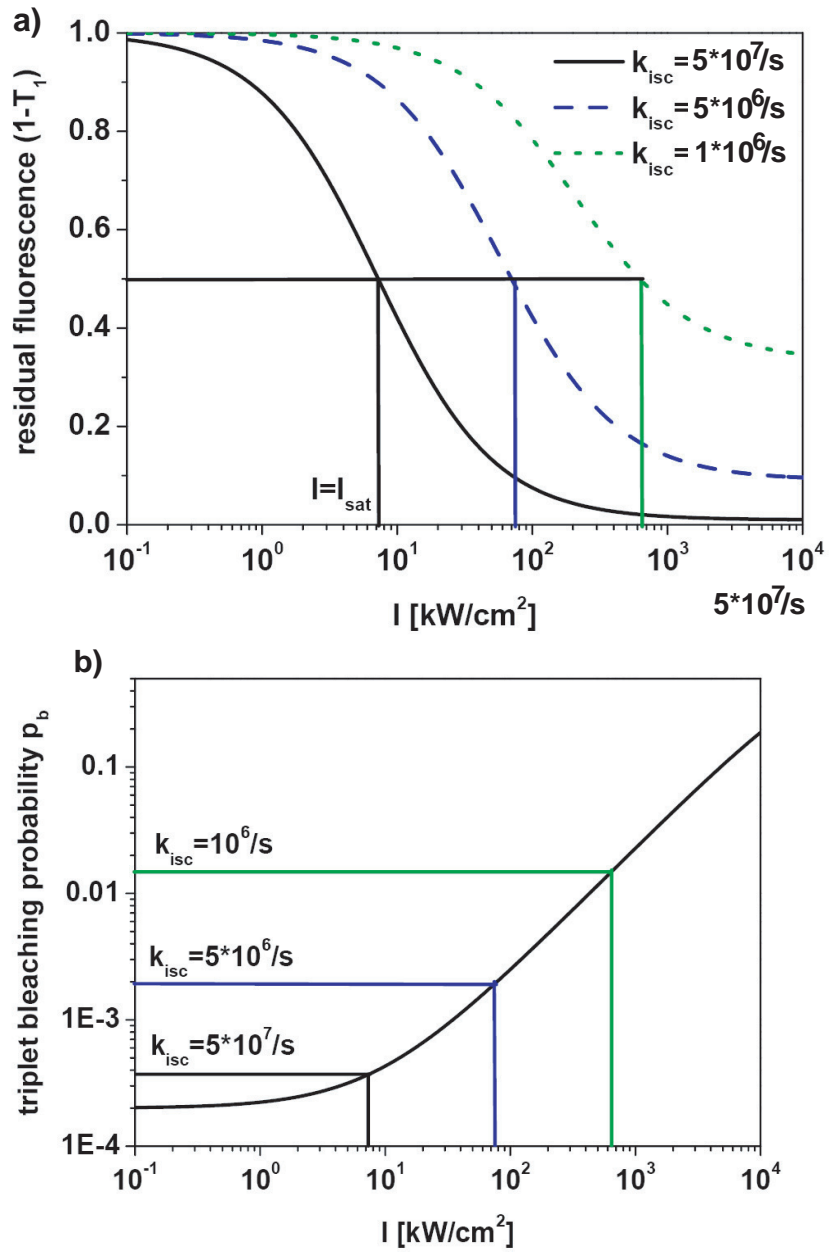 a)
residual fluorescence (1-T1)
1.0
0.8
0.6
0.4
0.2
0.0
kisc=5*10^7/s
kisc=5*10^6/s
kisc=1*10^6/s
I=Isat
10^-1 10^0 10^1 10^2 10^3 10^4
I [kW/cm^2]
5*10^7/s
b)
triplet bleaching probability pb
0.1
0.01
1E-3
1E-4
kisc=10^6/s
kisc=5*10^6/s
kisc=5*10^7/s
10^-1 10^0 10^1 10^2 10^3 10^4
I [kW/cm^2]